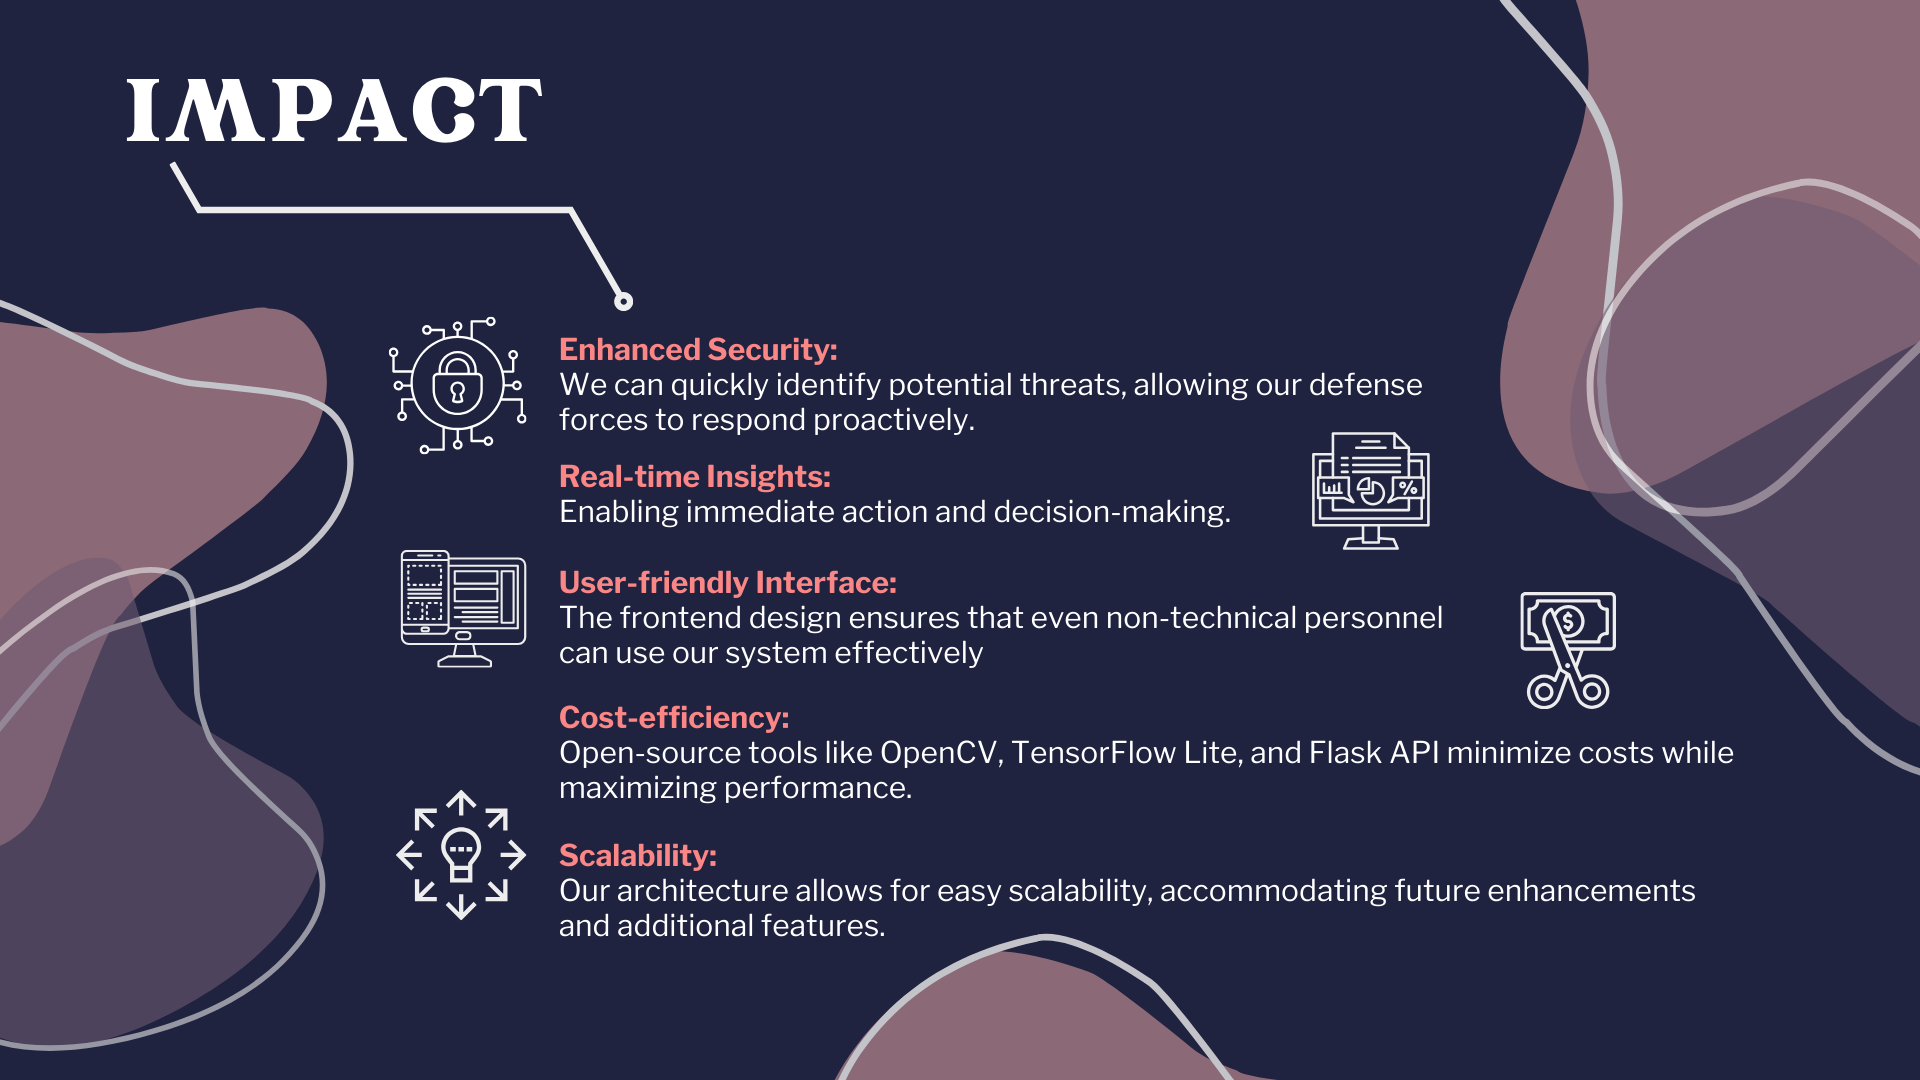 IMPACT
Enhanced Security:
We can quickly identify potential threats, allowing our defense
forces to respond proactively.
Real-time Insights:
Enabling immediate action and decision-making.
%
User-friendly Interface:
The frontend design ensures that even non-technical personnel
can use our system effectively
$
Cost-efficiency:
Open-source tools like OpenCV, TensorFlow Lite, and Flask API minimize costs while
maximizing performance.
Scalability:
Our architecture allows for easy scalability, accommodating future enhancements
and additional features.